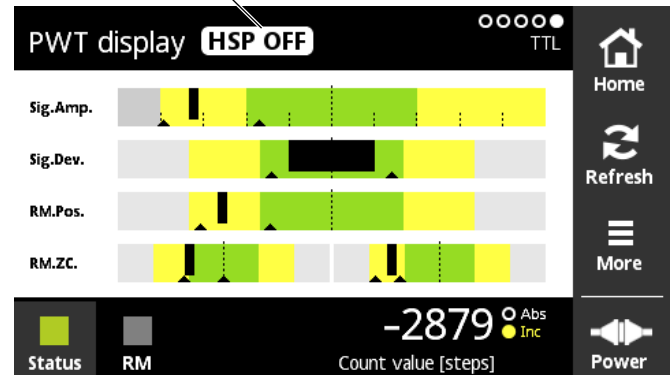 PWT display HSP OFF
TTL
Home
Sig.Amp.
Sig.Dev.
Refresh
RM.Pos.
RM.ZC.
More
-2879 Abs
Inc
Status RM Count value [steps] Power